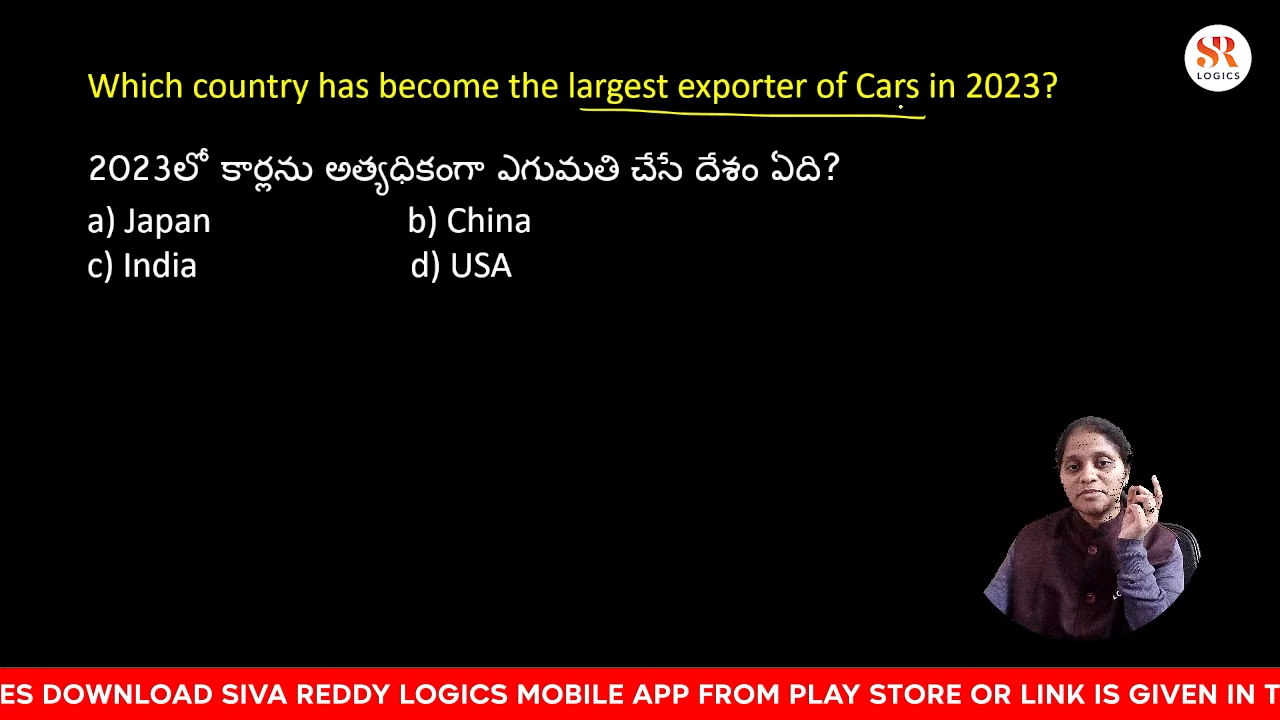 SR
LOGICS
Which country has become the largest exporter of Cars in 2023?
2023లో కార్లను అత్యధికంగా ఎగుమతి చేసే దేశం ఏది?
a) Japan b) China
c) India d) USA
ES DOWNLOAD SIVA REDDY LOGICS MOBILE APP FROM PLAY STORE OR LINK IS GIVEN IN T